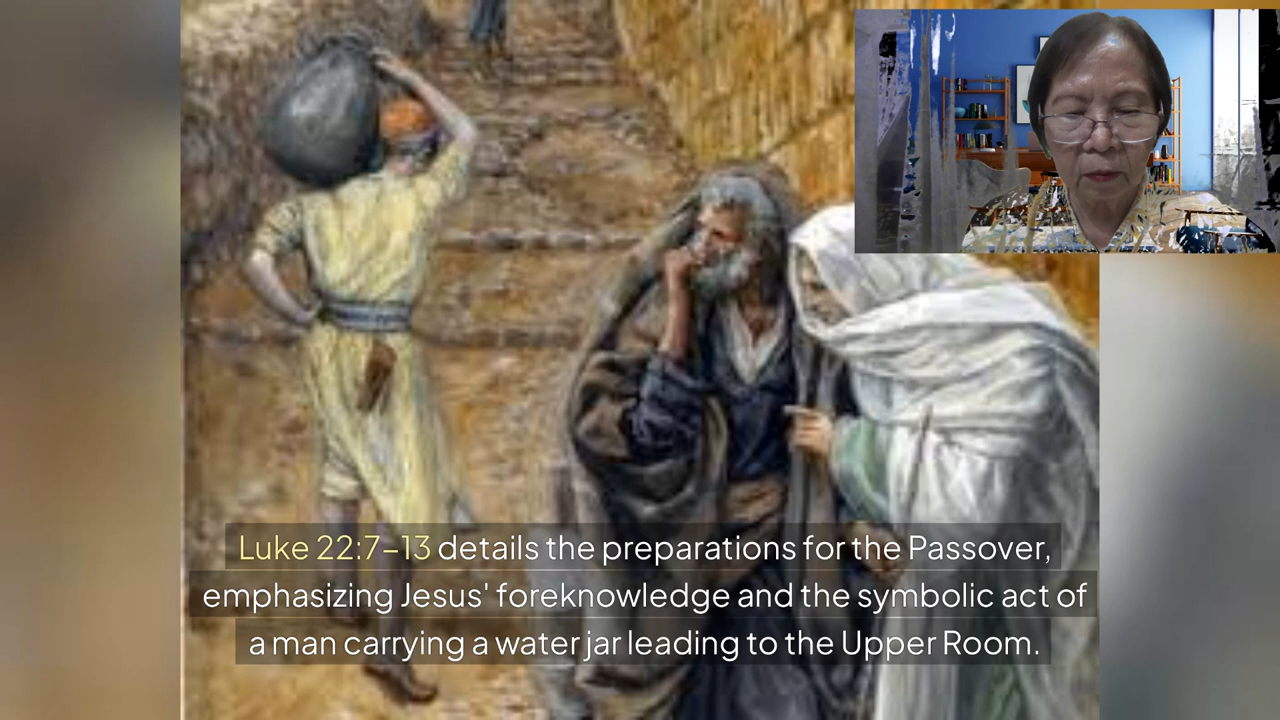 Luke 22:7–13 details the preparations for the Passover,
emphasizing Jesus' foreknowledge and the symbolic act of
a man carrying a water jar leading to the Upper Room.